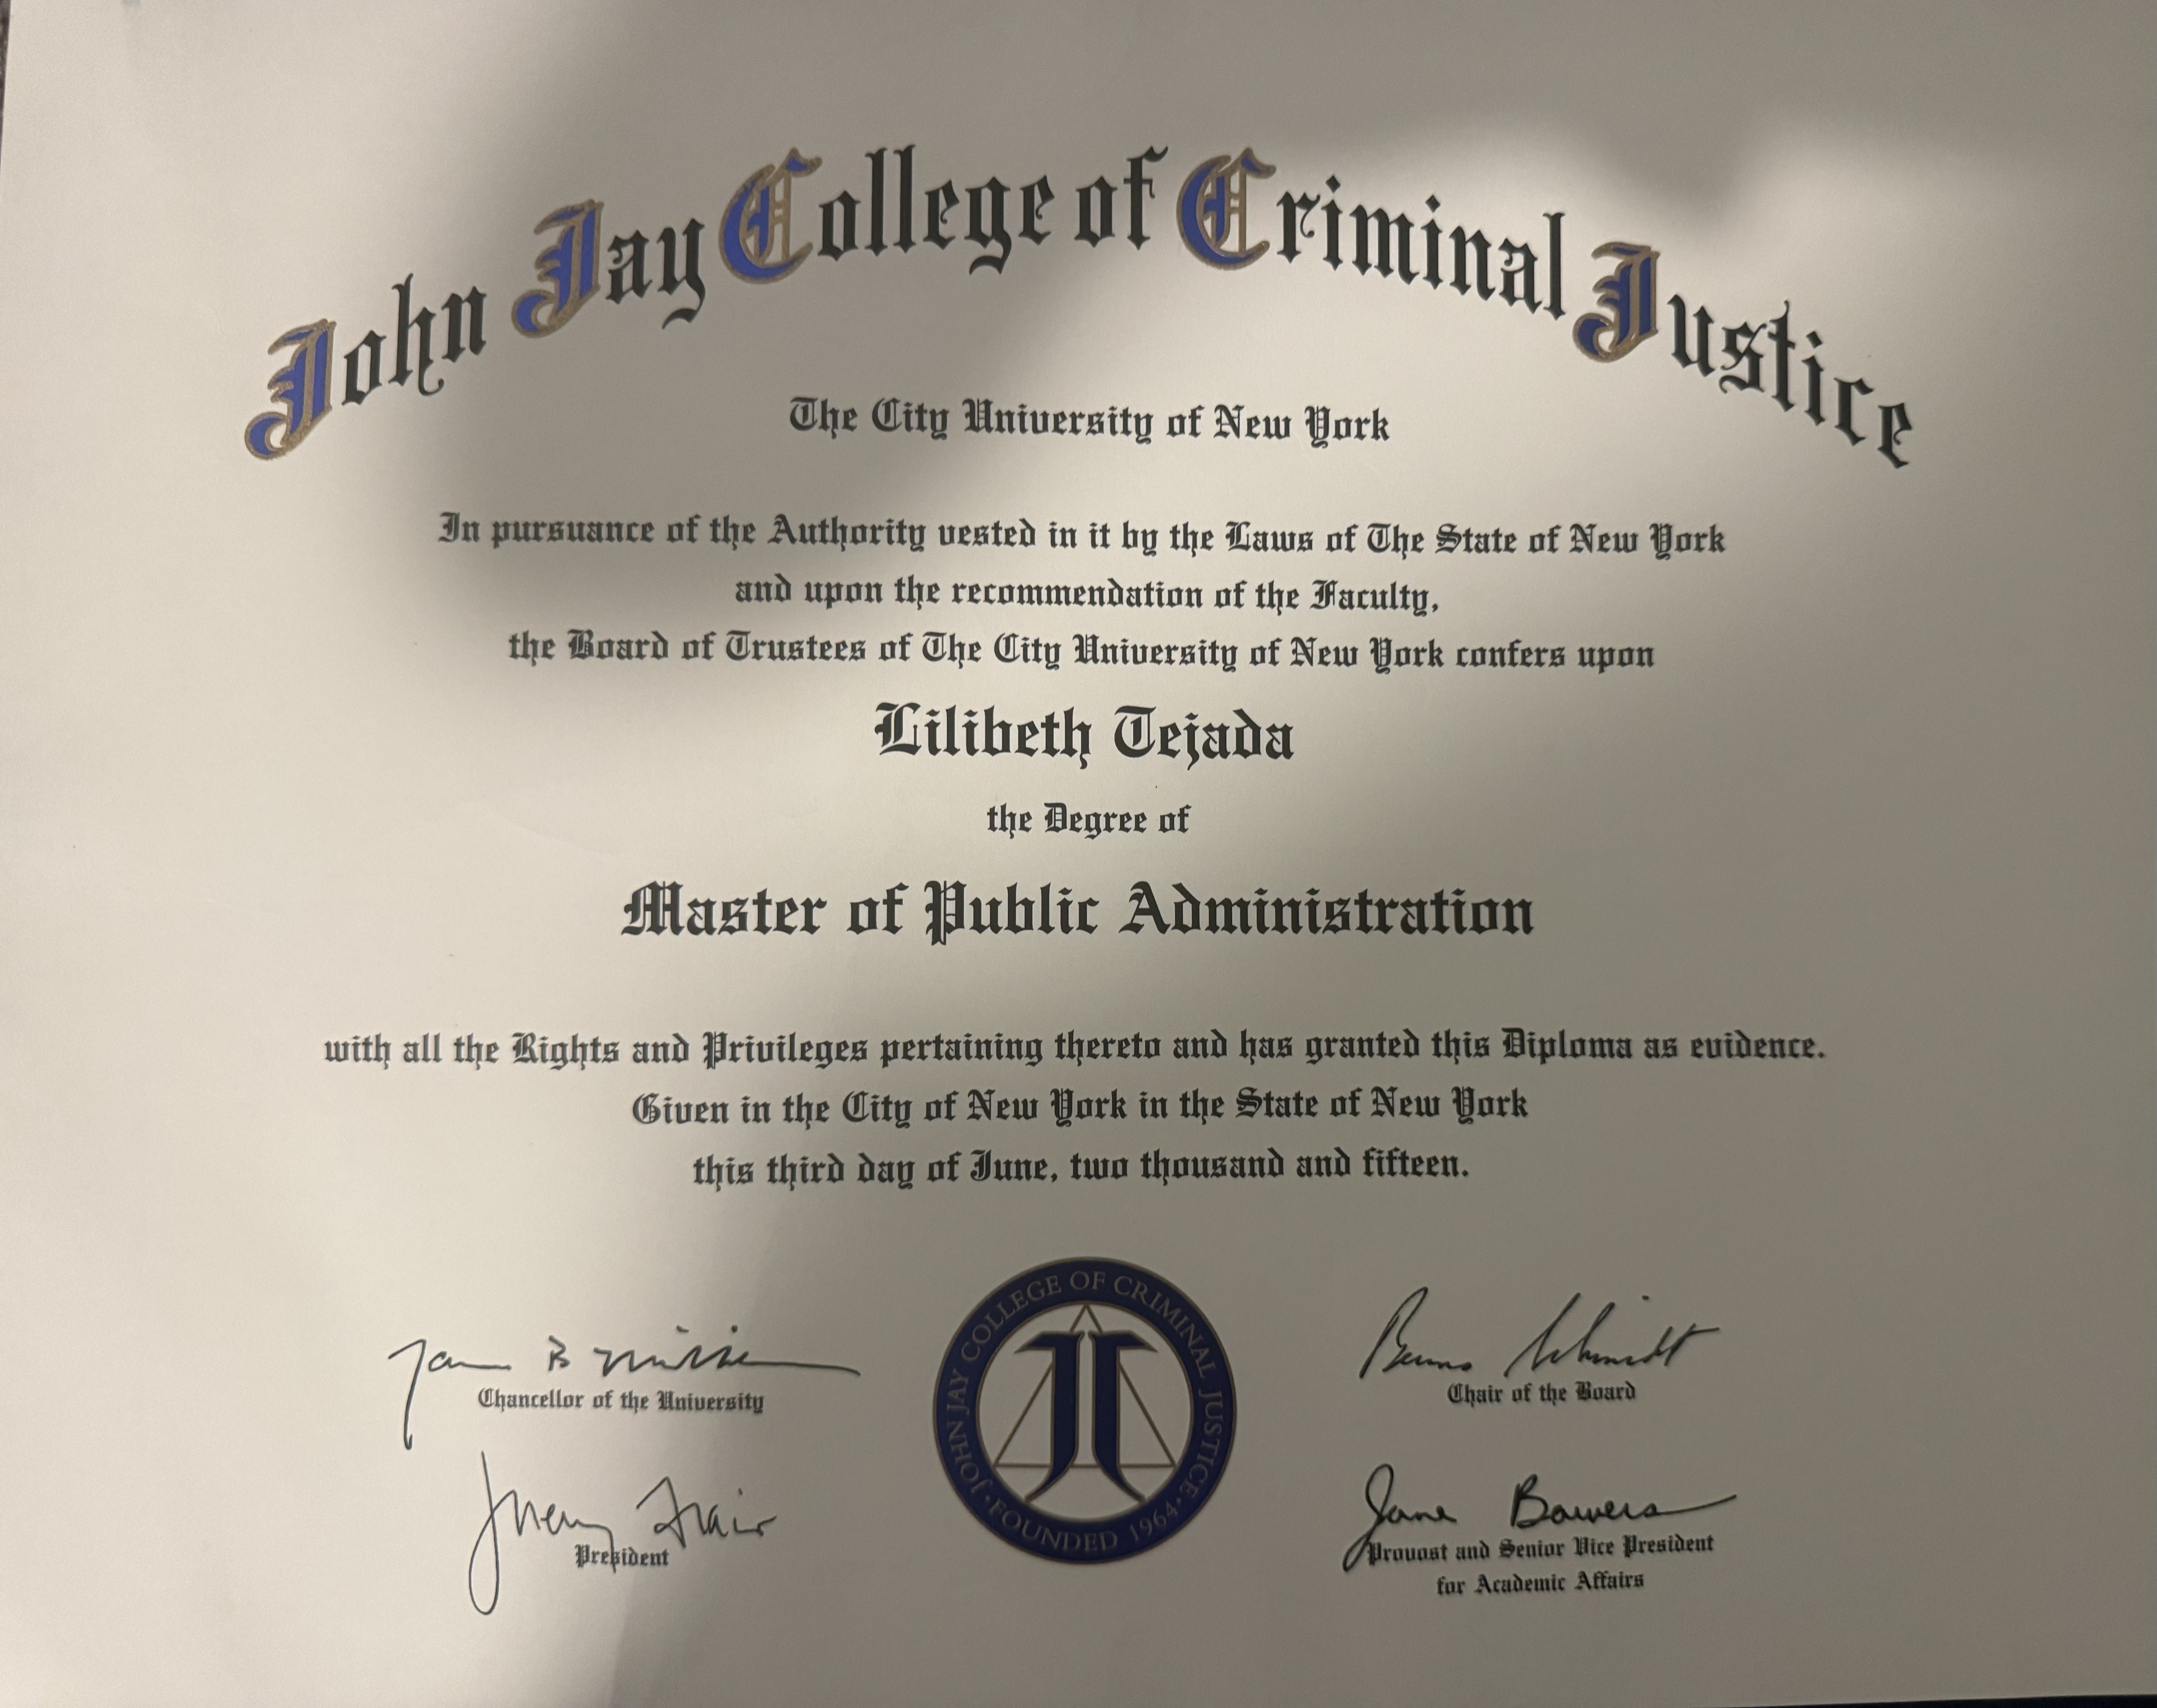 John Jay College of Criminal Justice
The City University of New York
In pursuance of the Authority vested in it by the Laws of The State of New York
and upon the recommendation of the Faculty,
the Board of Trustees of The City University of New York confers upon
Lilibeth Tejada
the Degree of
Master of Public Administration
with all the Rights and Privileges pertaining thereto and has granted this Diploma as evidence.
Given in the City of New York in the State of New York
this third day of June, two thousand and fifteen.
James B Milliken
Chancellor of the University
Benno Schmidt
Chair of the Board
JOHN JAY COLLEGE OF CRIMINAL JUSTICE
FOUNDED 1964
JJ
Jeremy Travis
President
Jane Bowers
Provost and Senior Vice President
for Academic Affairs